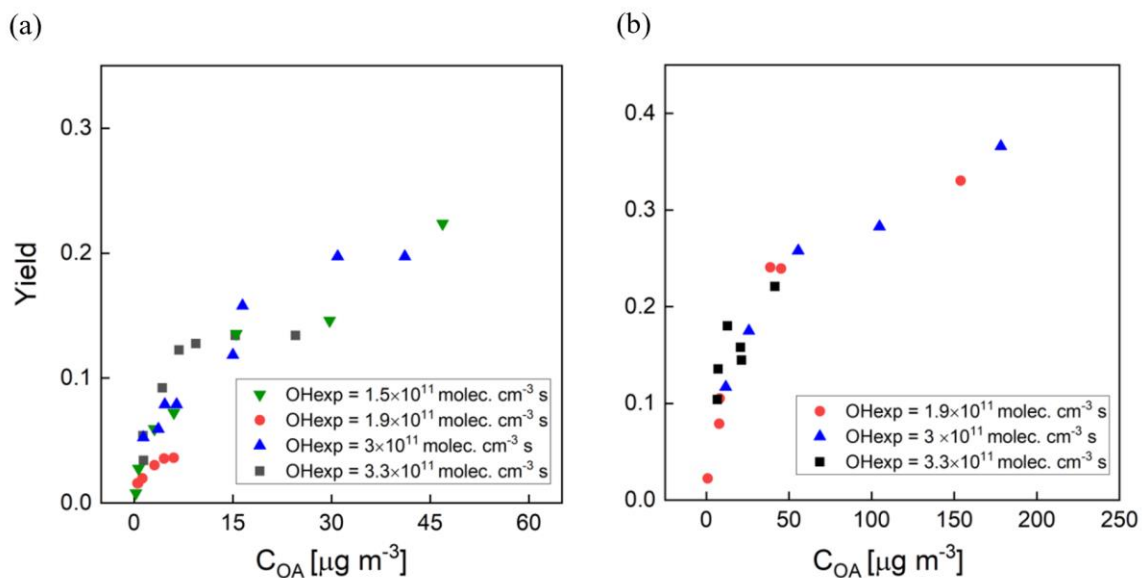 (a)
(b)
Yield
0.3
0.2
0.1
0.0
0
15
30
45
60
C_OA [μg m⁻³]
OHexp = 1.5×10¹¹ molec. cm⁻³ s
OHexp = 1.9×10¹¹ molec. cm⁻³ s
OHexp = 3×10¹¹ molec. cm⁻³ s
OHexp = 3.3×10¹¹ molec. cm⁻³ s
0.4
0.3
0.2
0.1
0.0
0
50
100
150
200
250
C_OA [μg m⁻³]
OHexp = 1.9×10¹¹ molec. cm⁻³ s
OHexp = 3 ×10¹¹ molec. cm⁻³ s
OHexp = 3.3×10¹¹ molec. cm⁻³ s